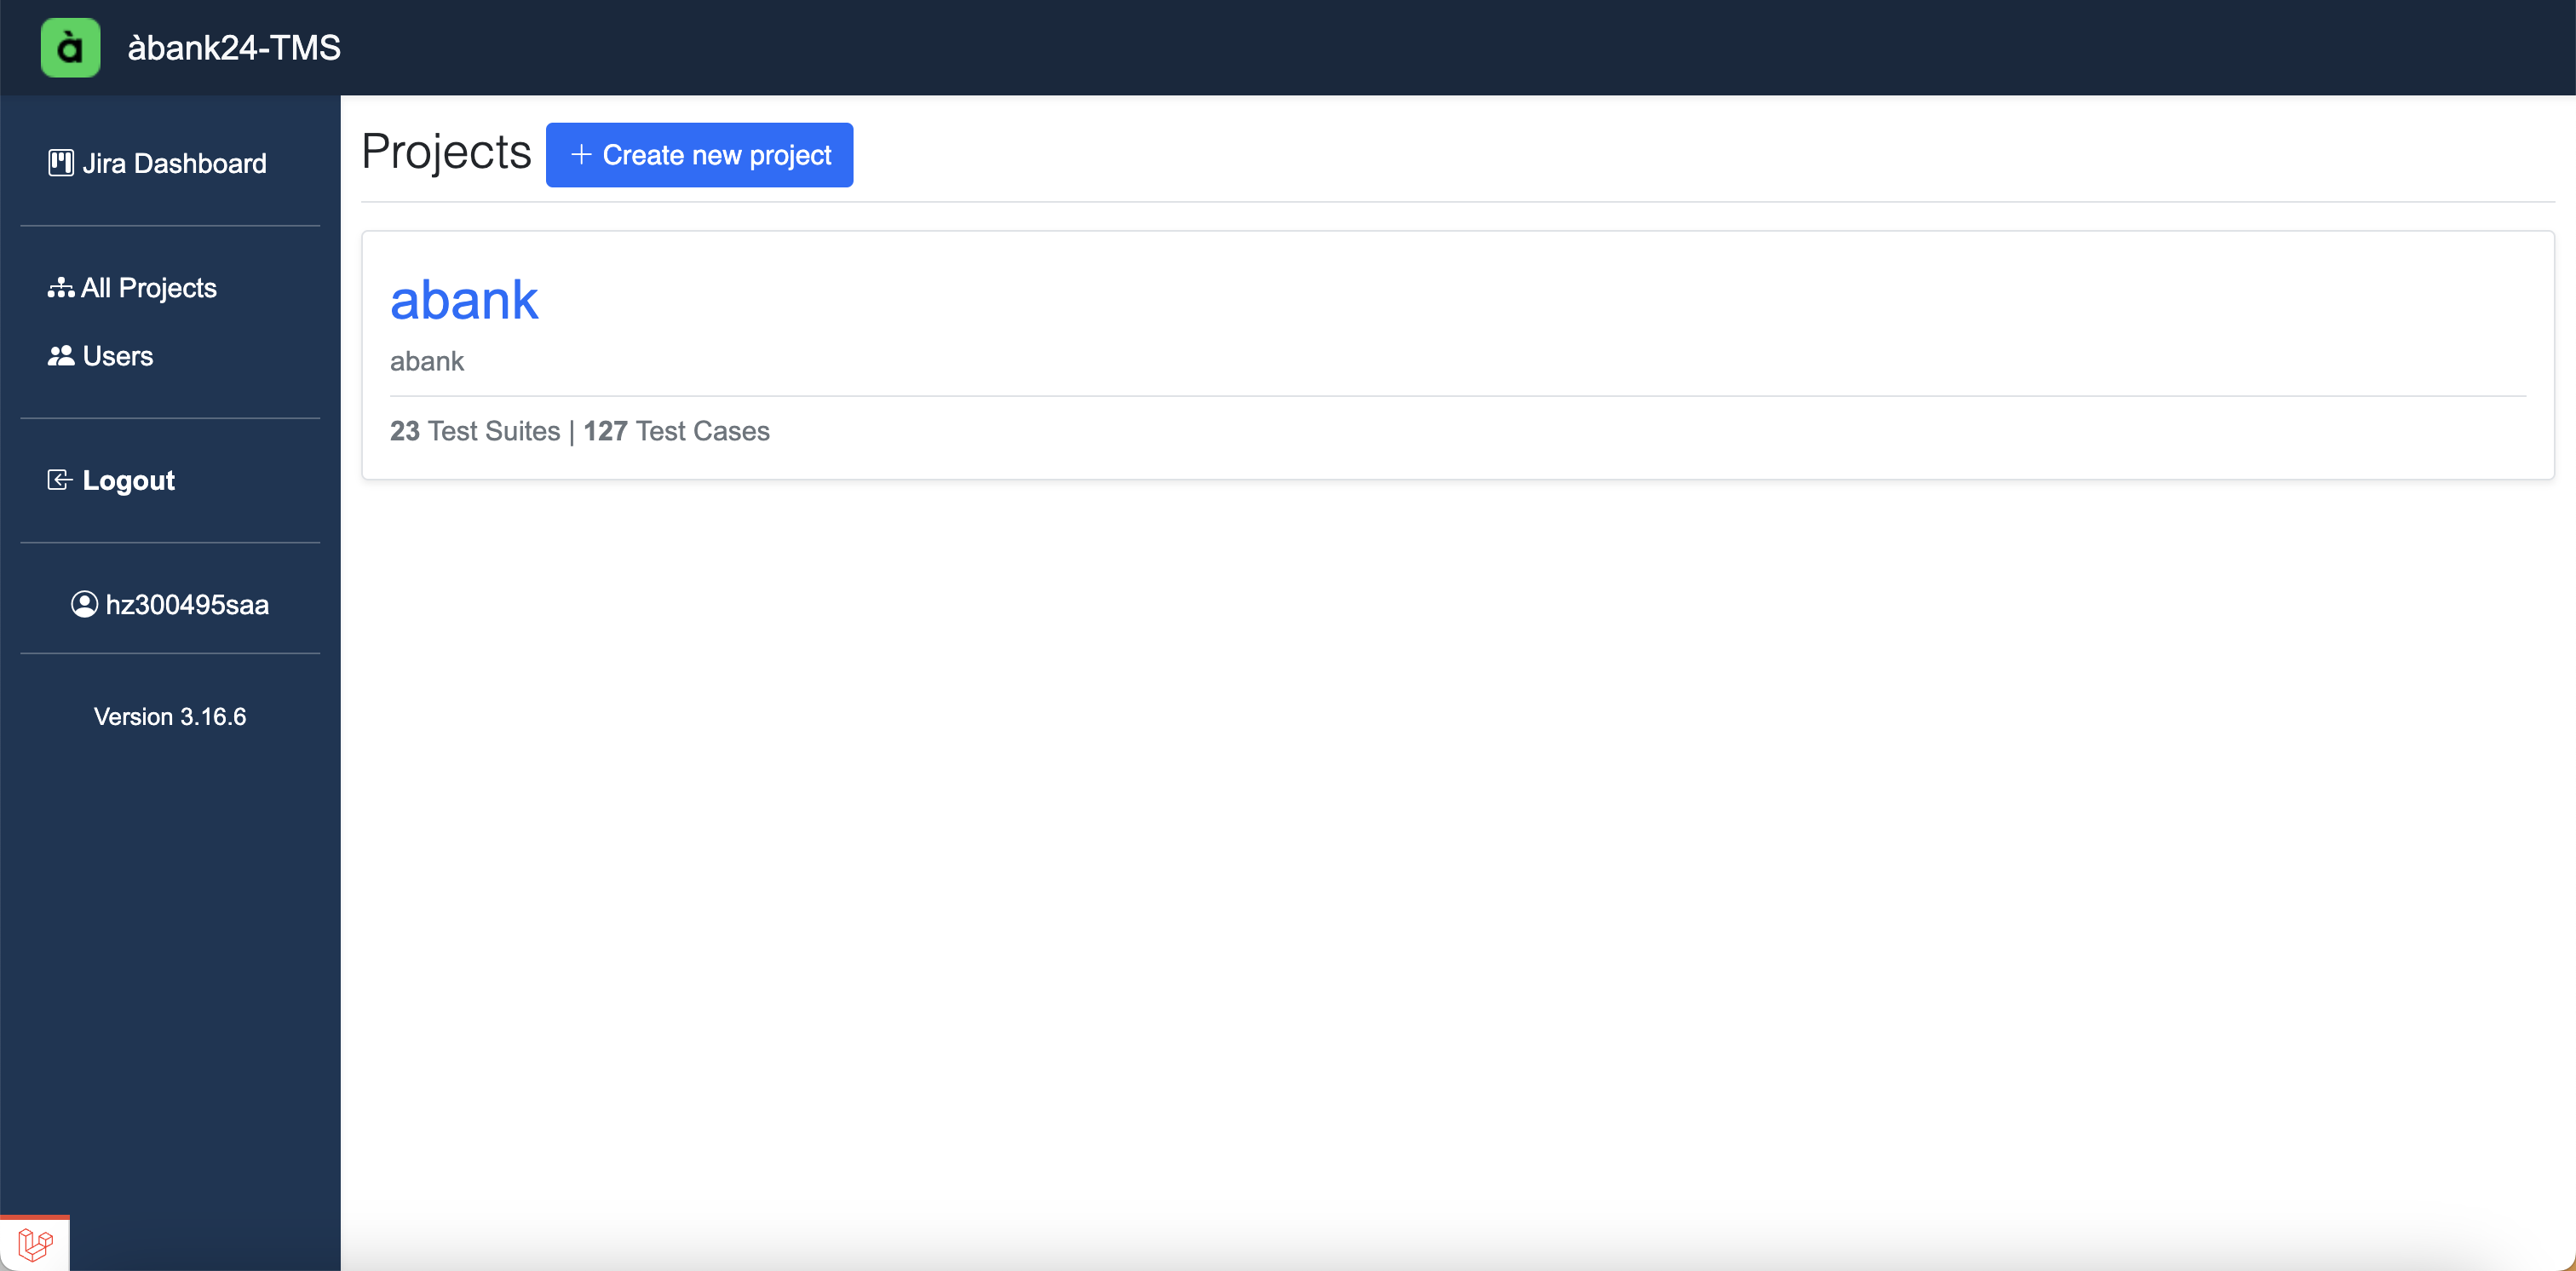 à àbank24-TMS
Jira Dashboard
All Projects
Users
Logout
hz300495saa
Version 3.16.6
Projects
Create new project
abank
abank
23 Test Suites | 127 Test Cases